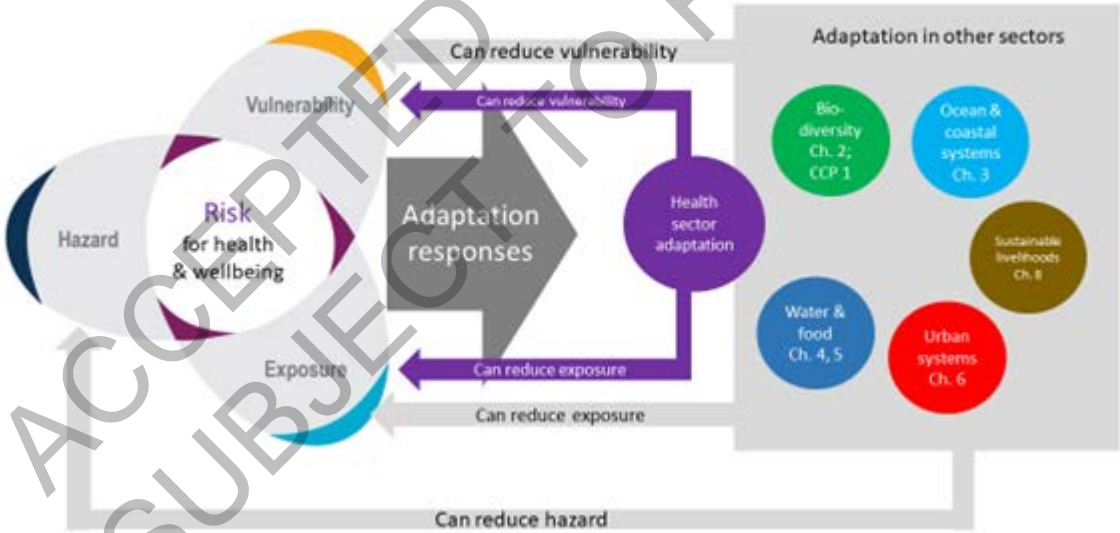 Can reduce vulnerability
Adaptation in other sectors
Vulnerability
Can reduce vulnerability
Bio-
diversity
Ch. 2;
CCP 1
Ocean &
coastal
systems
Ch. 3
Hazard
Risk
for health
& wellbeing
Adaptation
responses
Health
sector
adaptation
Sustainable
livelihoods
Ch. 8
Water &
food
Ch. 4, 5
Urban
systems
Ch. 6
Exposure
Can reduce exposure
Can reduce exposure
Can reduce hazard
ACCEPTED
SUBJECT TO